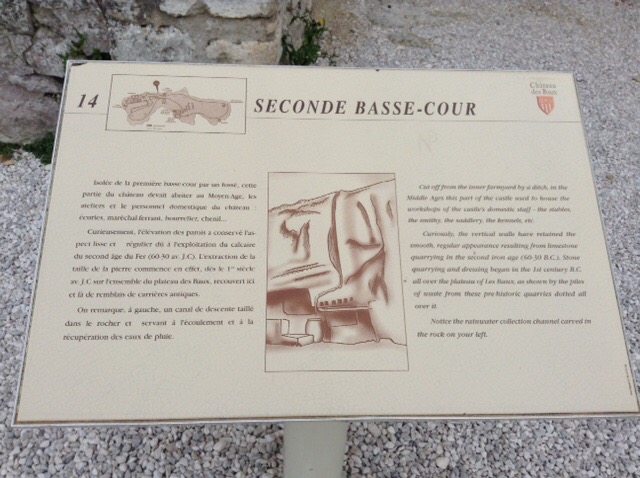 14
SECONDE BASSE-COUR
Château
des Baux
Isolée de la première basse-cour par un fossé, cette
partie du château devait abriter au Moyen-Age, les
ateliers et le personnel domestique du château :
écuries, maréchal-ferrant, bourrelier, chenil...
Curieusement, l'élévation des parois a conservé l'as-
pect lisse et régulier dû à l'exploitation du calcaire
du second âge du Fer (60-30 av. J.C). L'extraction de la
taille de la pierre commence en effet, dès le 1er siècle
av. J.C sur l'ensemble du plateau des Baux, recouvert ici
et là de remblais de carrières antiques.
On remarque, à gauche, un canal de descente taillé
dans le rocher et servant à l'écoulement et à la
récupération des eaux de pluie.
Cut off from the inner farmyard by a ditch, in the
Middle Ages this part of the castle used to house the
workshops of the castle's domestic staff - the stables,
the smithy, the saddlery, the kennels, etc.
Curiously, the vertical walls have retained the
smooth, regular appearance resulting from limestone
quarrying in the second iron age (60-30 B.C.). Stone
quarrying and dressing began in the 1st century B.C.
all over the plateau of Les Baux, as shown by the piles
of waste from these pre-historic quarries dotted all
over it.
Notice the rainwater collection channel carved in
the rock on your left.